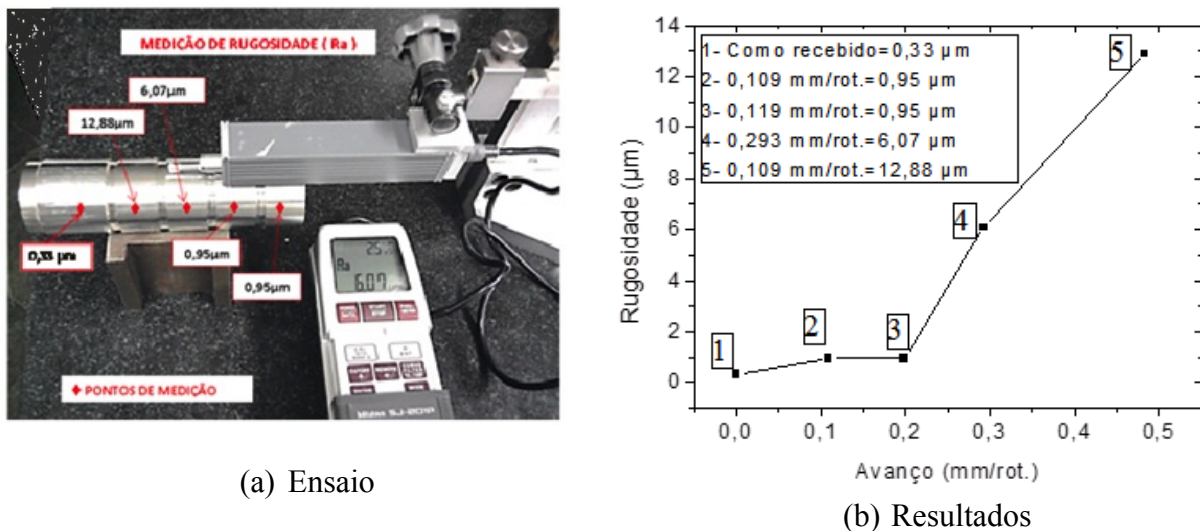 MEDIÇÃO DE RUGOSIDADE ( Ra )
6,07µm
12,88µm
0,33 µm
0,95µm
0,95µm
PONTOS DE MEDIÇÃO
Ra
6.07
SJ-201P
(a) Ensaio
14
12
10
8
6
4
2
0
Rugosidade (µm)
1- Como recebido=0,33 µm
2- 0,109 mm/rot.=0,95 µm
3- 0,119 mm/rot.=0,95 µm
4- 0,293 mm/rot.=6,07 µm
5- 0,109 mm/rot.=12,88 µm
1
2
3
4
5
0,0 0,1 0,2 0,3 0,4 0,5
Avanço (mm/rot.)
(b) Resultados